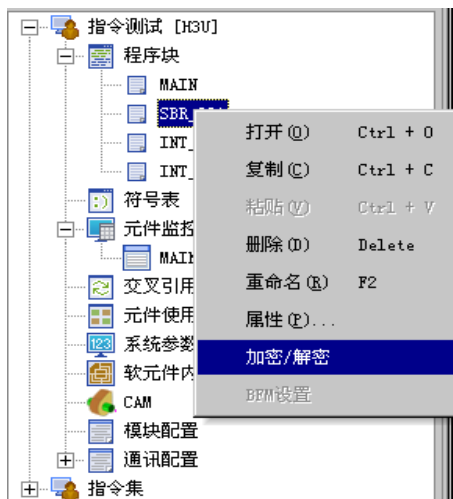 指令测试 [H3U]
程序块
MAIN
SBR_
INT_
INT_
符号表
元件监控
MAIN
交叉引用
元件使用
系统参数
软元件内
CAM
模块配置
通讯配置
指令集
打开(O) Ctrl + O
复制(C) Ctrl + C
粘贴(V) Ctrl + V
删除(D) Delete
重命名(R) F2
属性(P)...
加密/解密
BFM设置